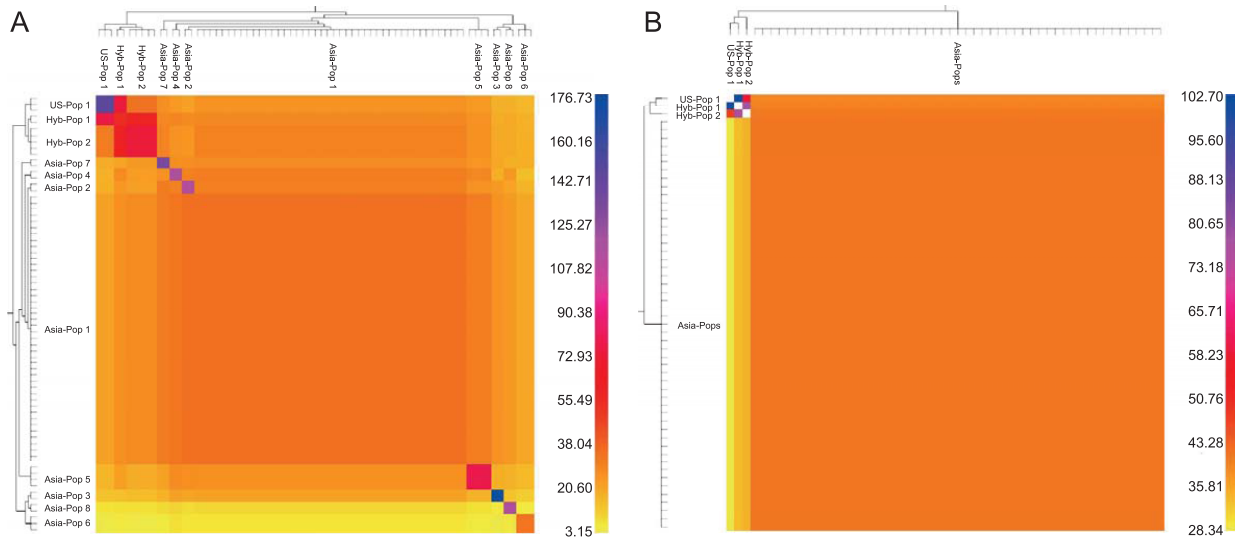 A
US-Pop 1
Hyb-Pop 1
Hyb-Pop 2
Asia-Pop 7
Asia-Pop 4
Asia-Pop 2
Asia-Pop 1
Asia-Pop 5
Asia-Pop 3
Asia-Pop 8
Asia-Pop 6
US-Pop 1
Hyb-Pop 1
Hyb-Pop 2
Asia-Pop 7
Asia-Pop 4
Asia-Pop 2
Asia-Pop 1
Asia-Pop 5
Asia-Pop 3
Asia-Pop 8
Asia-Pop 6
176.73
160.16
142.71
125.27
107.82
90.38
72.93
55.49
38.04
20.60
3.15
B
US-Pop 1
Hyb-Pop 1
Hyb-Pop 2
Asia-Pops
US-Pop 1
Hyb-Pop 1
Hyb-Pop 2
Asia-Pops
102.70
95.60
88.13
80.65
73.18
65.71
58.23
50.76
43.28
35.81
28.34